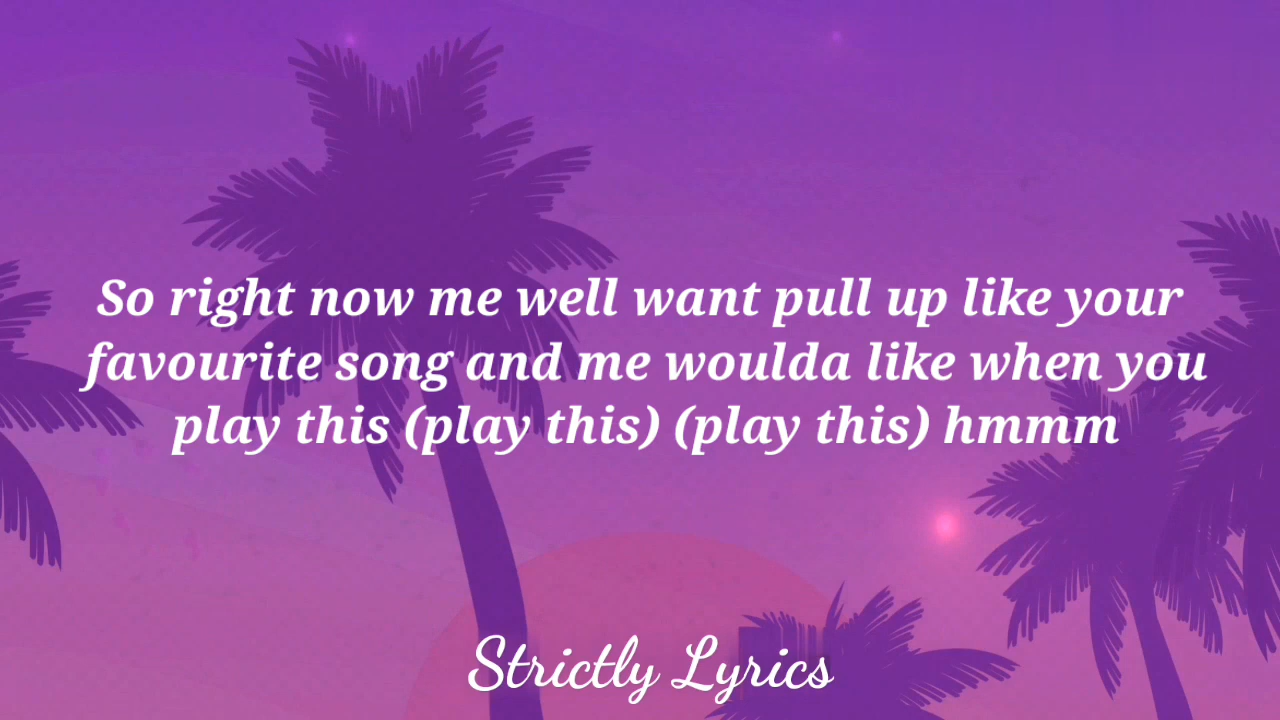 So right now me well want pull up like your
favourite song and me woulda like when you
play this (play this) (play this) hmmm
Strictly Lyrics